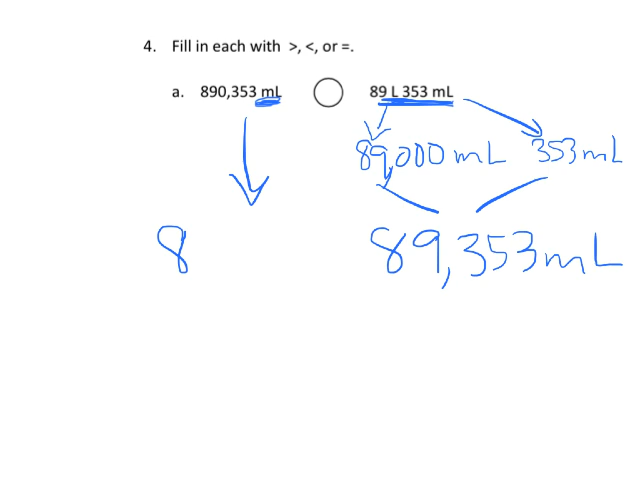 4. Fill in each with >, <, or =.
a. 890,353 mL 89 L 353 mL
89,000 mL 353 mL
8 89,353 mL